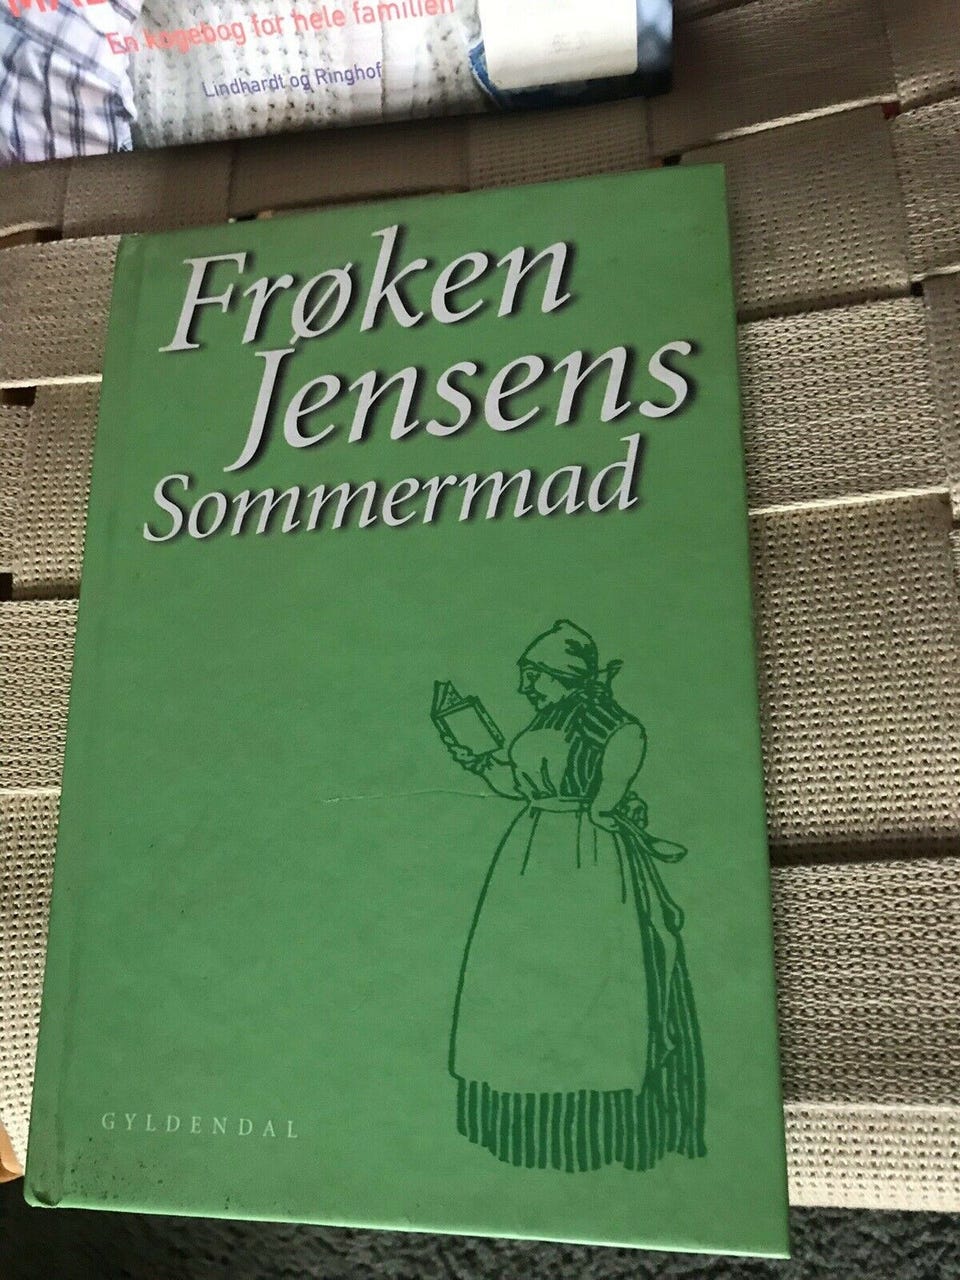 En kogebog for hele familien
Lindhardt og Ringhof
Frøken
Jensens
Sommermad
GYLDENDAL